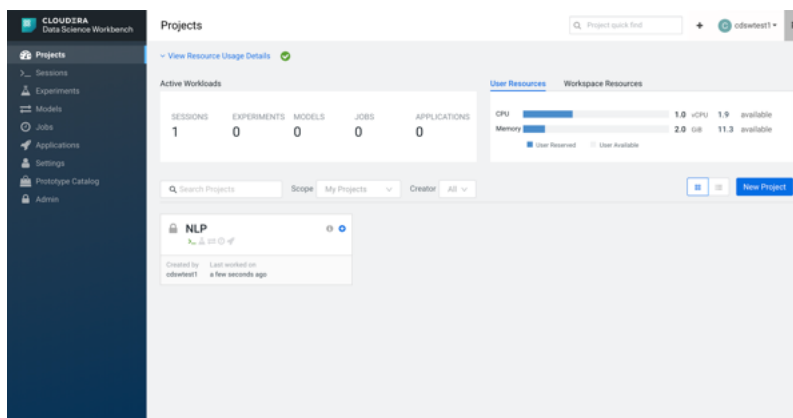 CLOUDERA
Data Science Workbench
Projects
Project quick find
+
C cdswtest1
Projects
Sessions
Experiments
Models
Jobs
Applications
Settings
Prototype Catalog
Admin
View Resource Usage Details
Active Workloads
SESSIONS EXPERIMENTS MODELS JOBS APPLICATIONS
1 0 0 0 0
User Resources Workspace Resources
CPU 1.0 vCPU 1.9 available
Memory 2.0 GiB 11.3 available
User Reserved User Available
Search Projects Scope My Projects Creator All
New Project
NLP
Created by Last worked on
cdswtest1 a few seconds ago